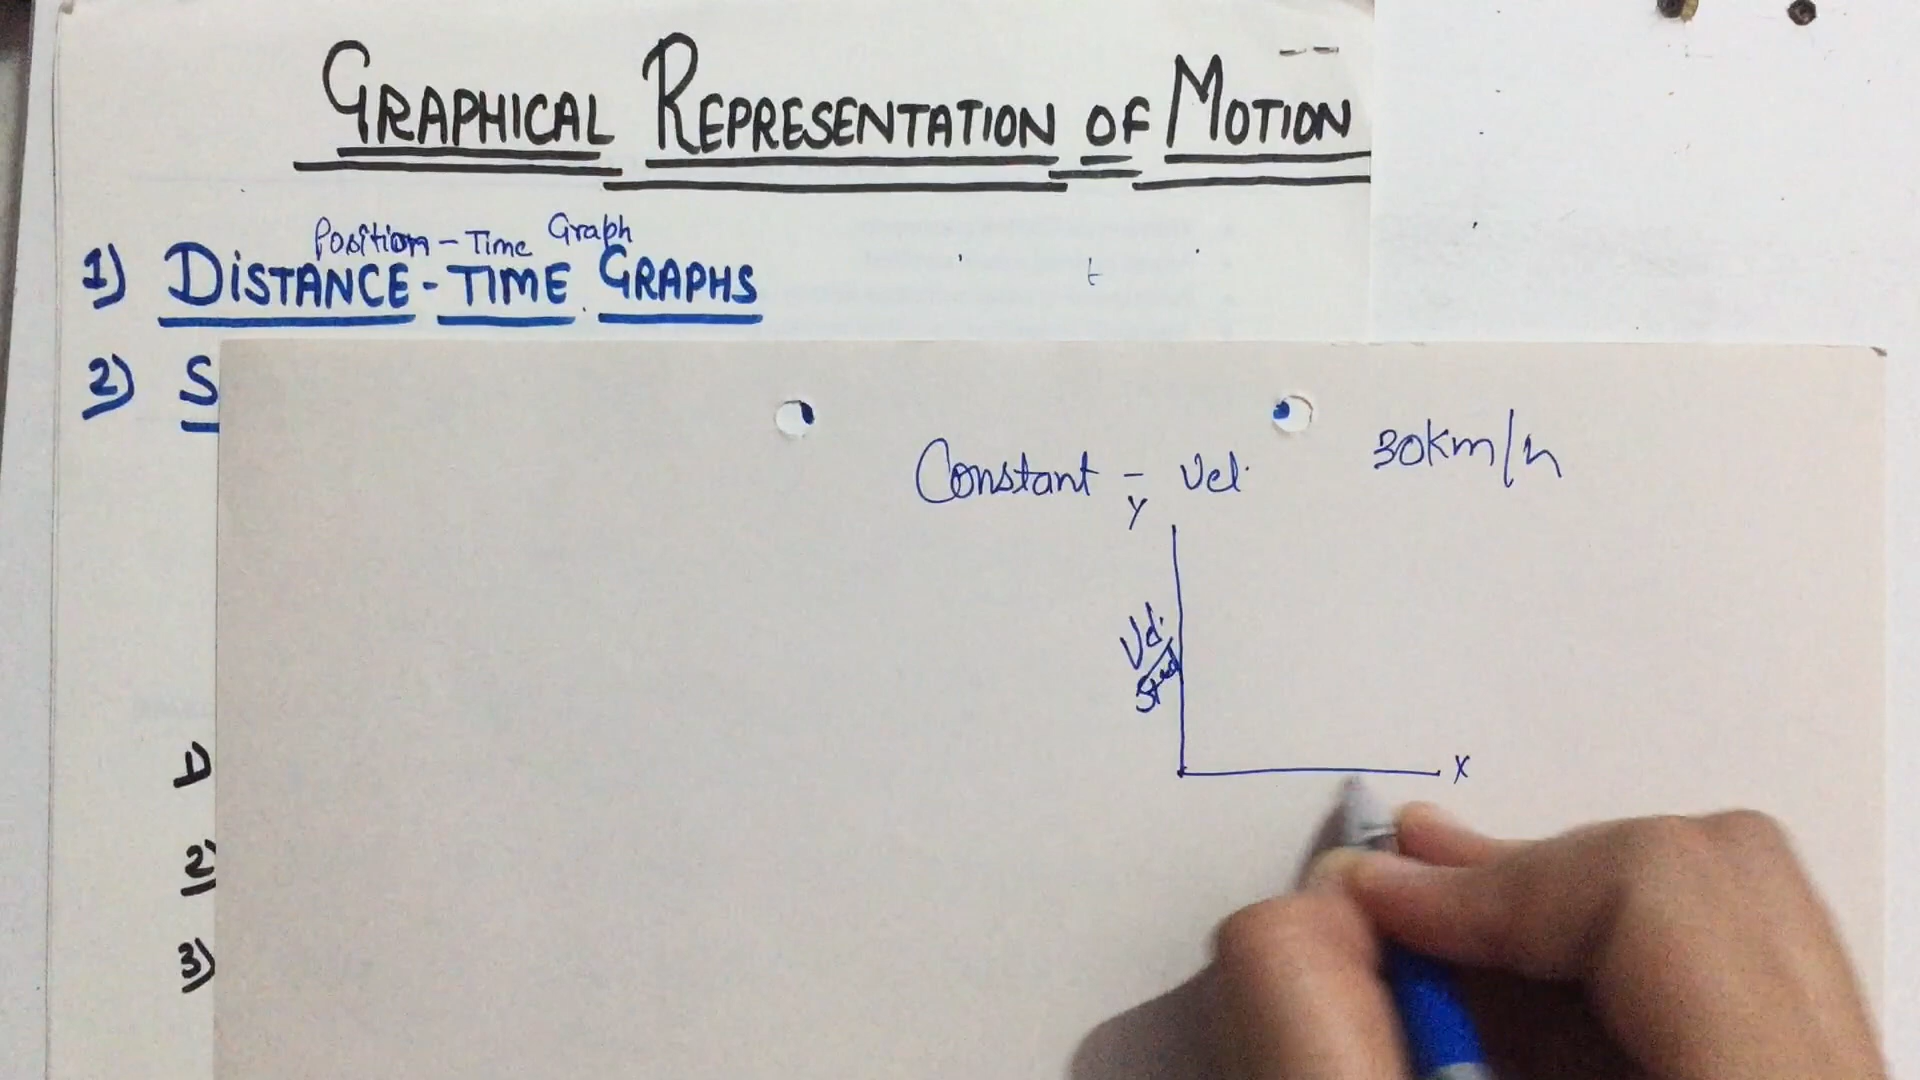 GRAPHICAL REPRESENTATION OF MOTION
Position - Time Graph
1) DISTANCE - TIME GRAPHS
t
2) S
Constant - Vel.
30km/h
Y
Vel.
Speed
X
1)
2)
3)